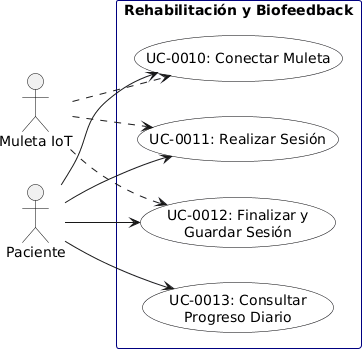 Rehabilitación y Biofeedback
UC-0010: Conectar Muleta
Muleta IoT
UC-0011: Realizar Sesión
Paciente
UC-0012: Finalizar y
Guardar Sesión
UC-0013: Consultar
Progreso Diario